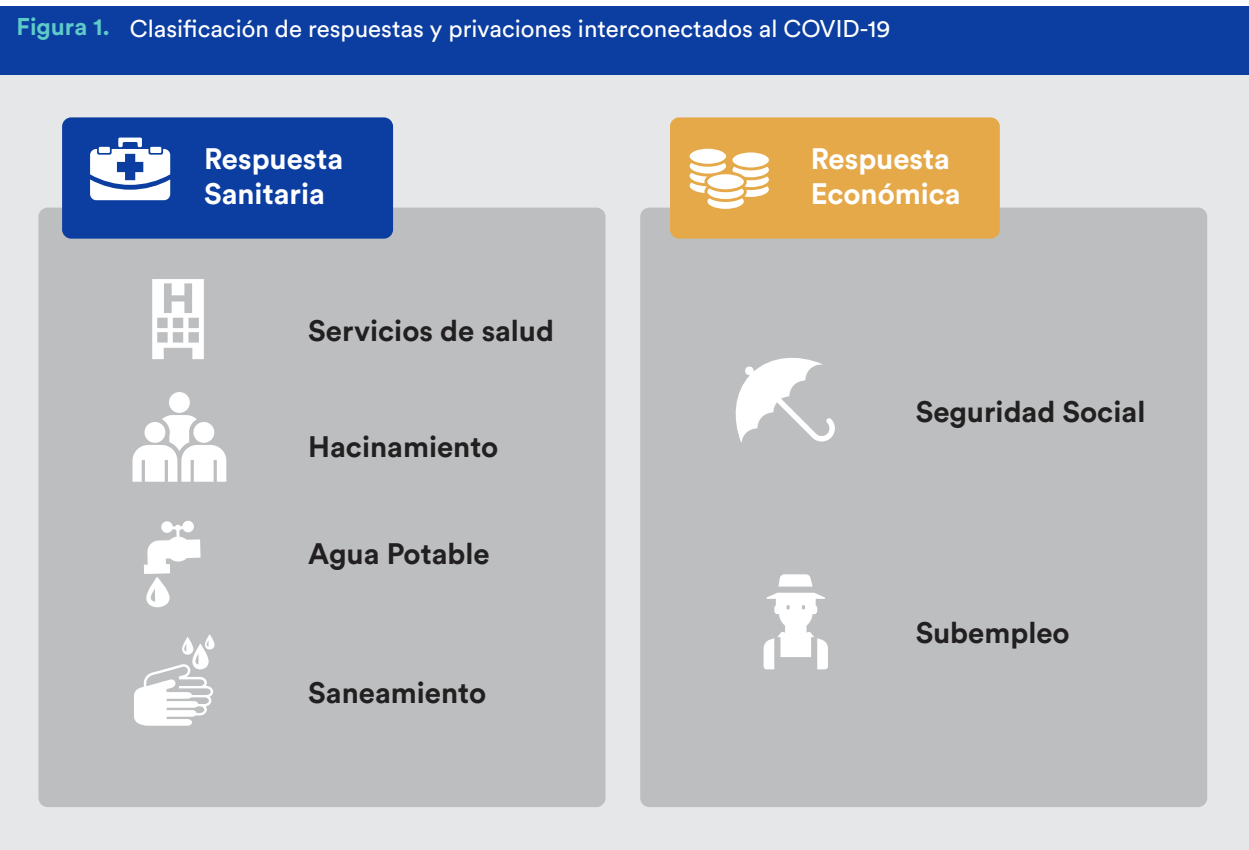 Figura 1. Clasificación de respuestas y privaciones interconectados al COVID-19
Respuesta
Sanitaria
H
Servicios de salud
Hacinamiento
Agua Potable
Saneamiento
Respuesta
Económica
Seguridad Social
Subempleo